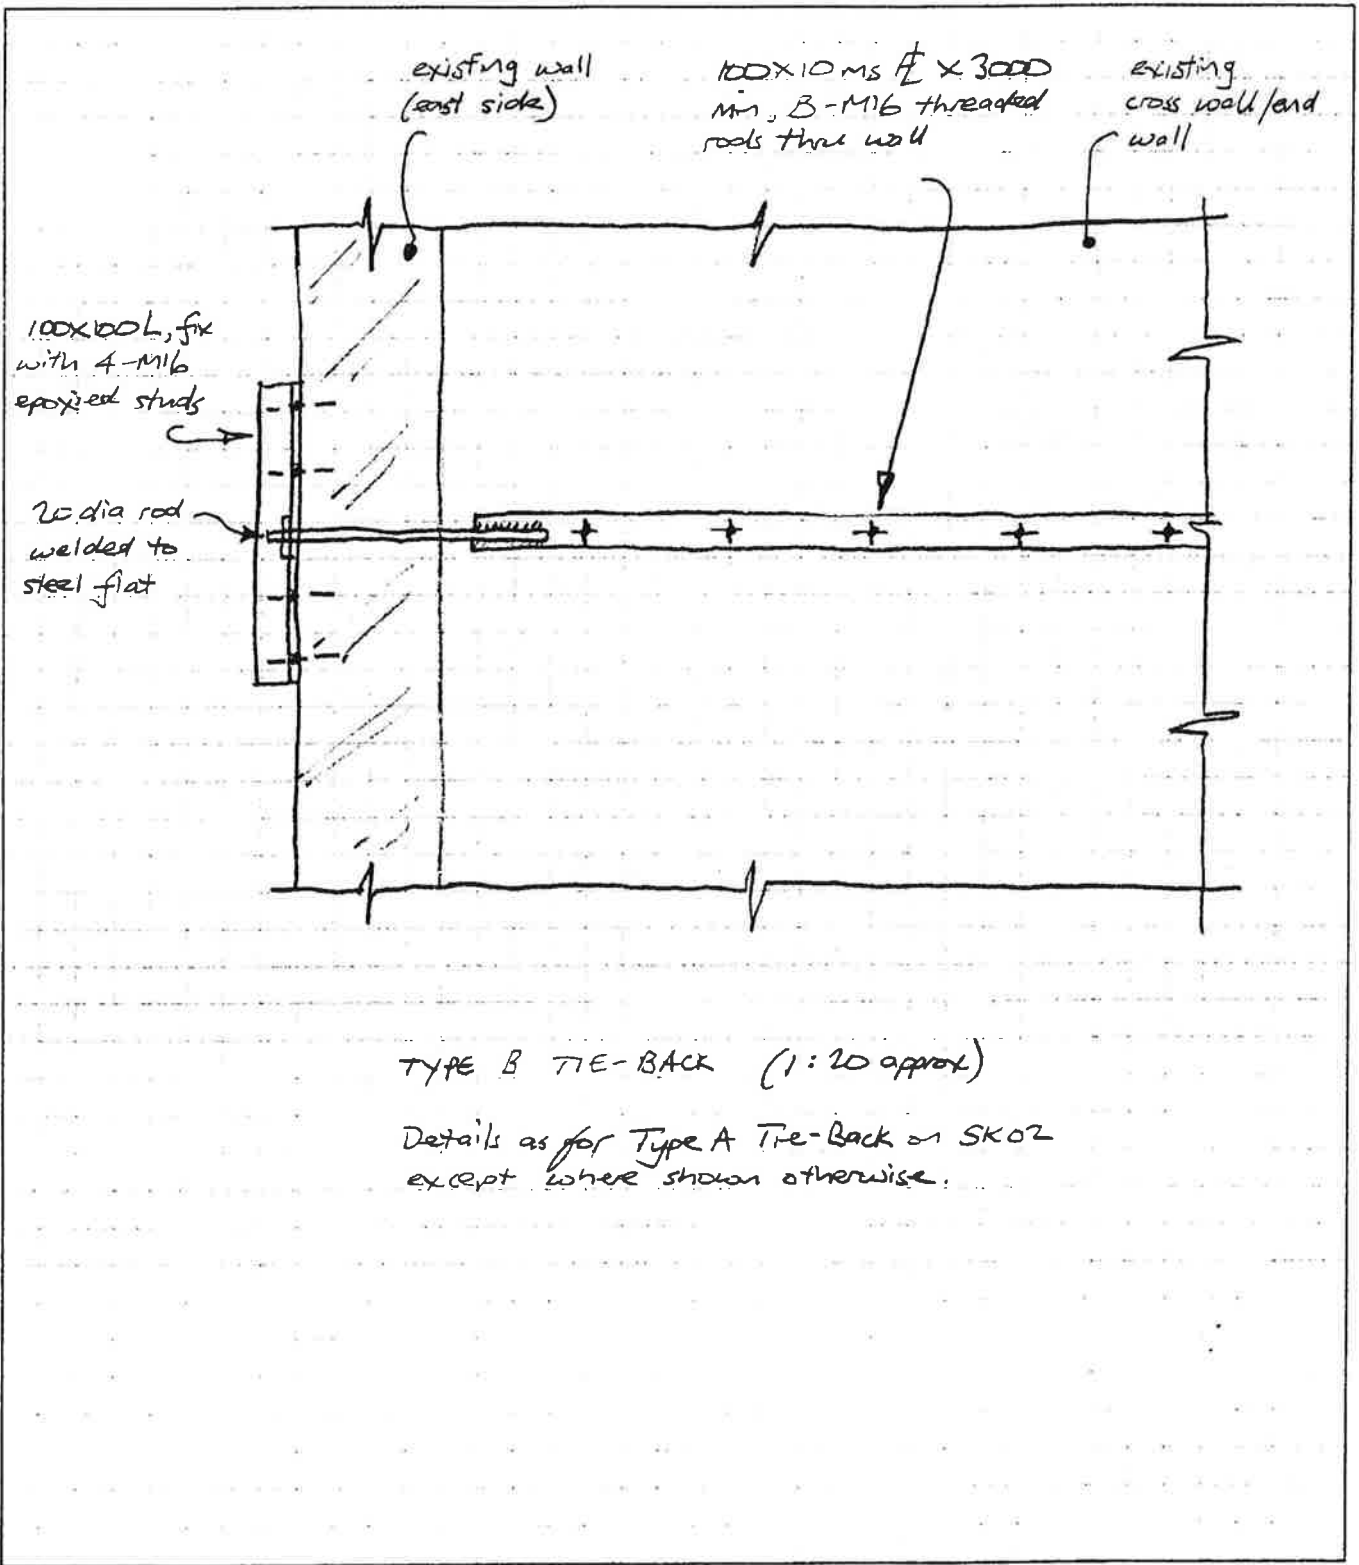 existing wall
(east side)
100X10 ms PL X 3000
min, 8-M16 threaded
rods thru wall
existing
cross wall/end
wall
100X100L, fix
with 4-M16
epoxied studs
20 dia rod
welded to
steel flat
TYPE B TIE-BACK (1:20 approx)
Details as for Type A Tie-Back on SK02
except where shown otherwise.